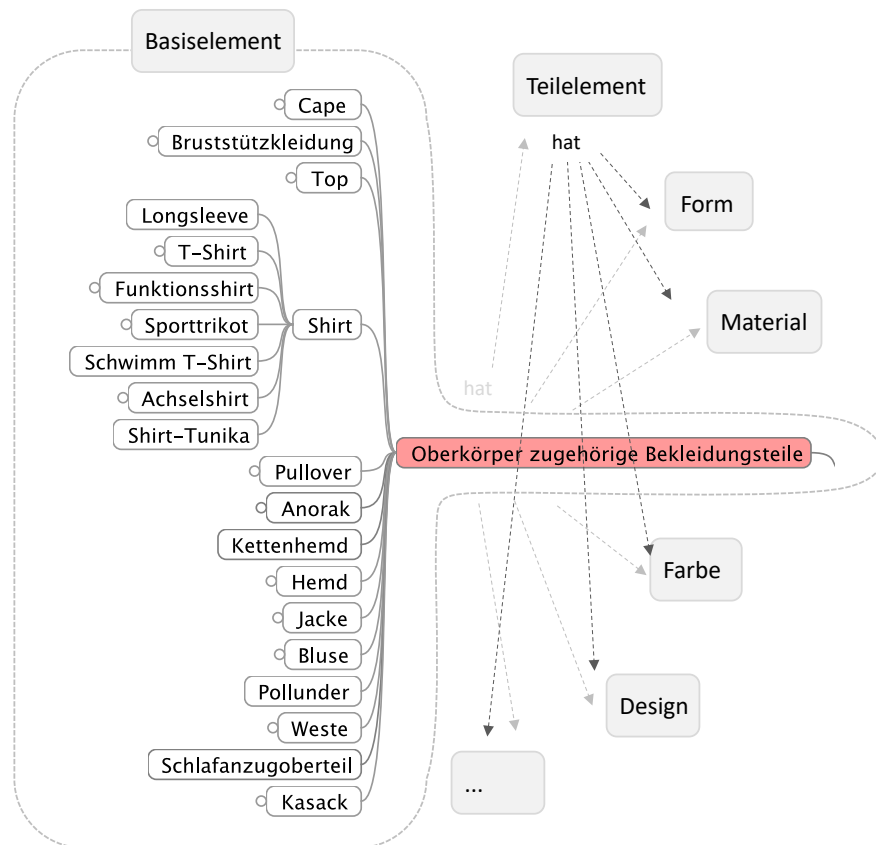 Basiselement
Teilelement
hat
Cape
Bruststützkleidung
Top
Form
Longsleeve
T-Shirt
Funktionsshirt
Sporttrikot
Shirt
Material
Schwimm T-Shirt
hat
Achselshirt
Shirt-Tunika
Oberkörper zugehörige Bekleidungsteile
Pullover
Anorak
Kettenhemd
Hemd
Farbe
Jacke
Bluse
Pollunder
Design
Weste
Schlafanzugoberteil
...
Kasack